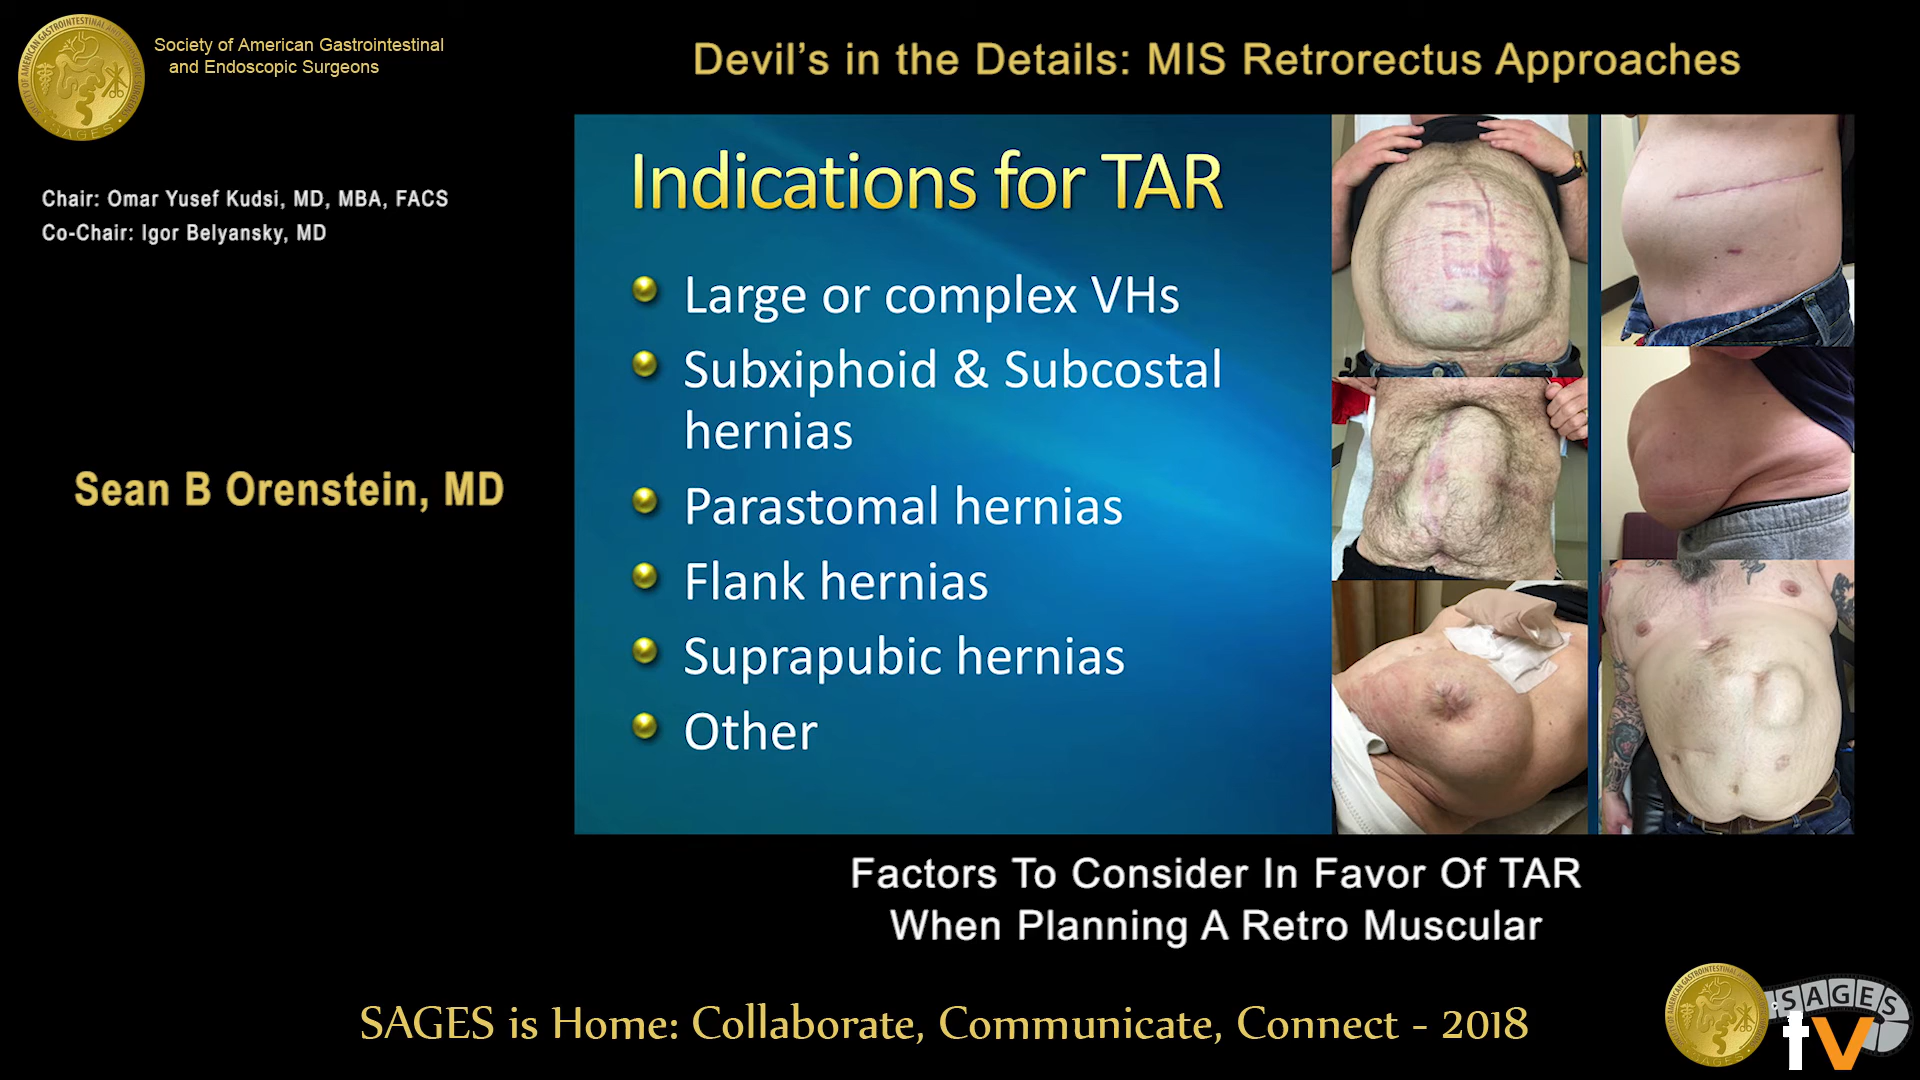 Society of American Gastrointestinal
and Endoscopic Surgeons
Devil's in the Details: MIS Retrorectus Approaches
Chair: Omar Yusef Kudsi, MD, MBA, FACS
Co-Chair: Igor Belyansky, MD
Sean B Orenstein, MD
Indications for TAR
Large or complex VHs
Subxiphoid & Subcostal
hernias
Parastomal hernias
Flank hernias
Suprapubic hernias
Other
Factors To Consider In Favor Of TAR
When Planning A Retro Muscular
SAGES is Home: Collaborate, Communicate, Connect - 2018
SAGES
tv